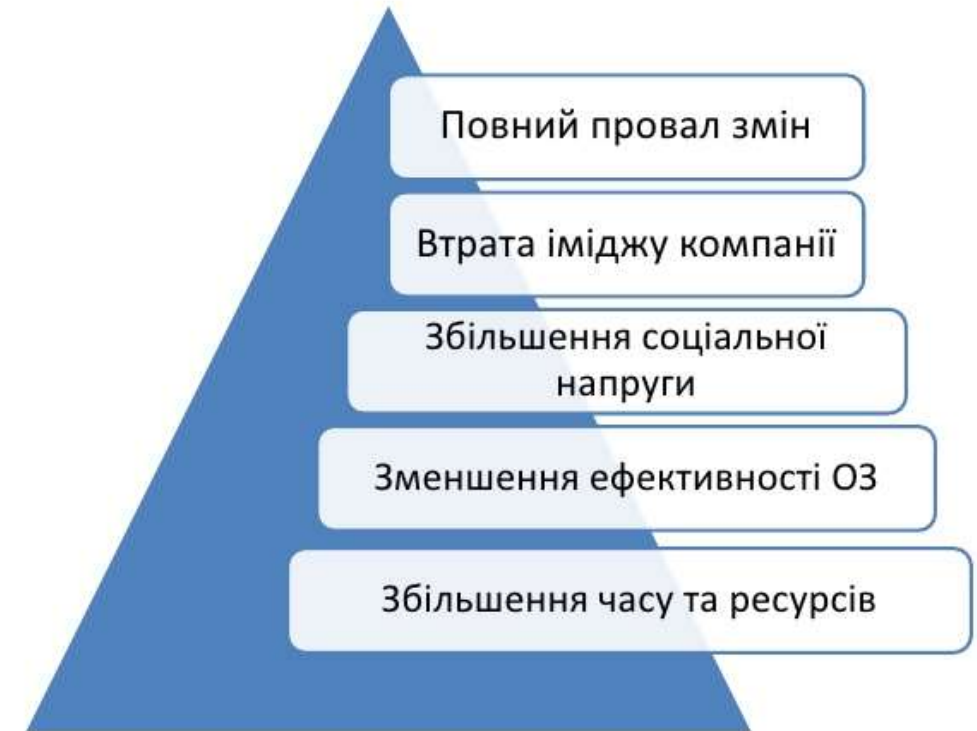 Повний провал змін
Втрата іміджу компанії
Збільшення соціальної
напруги
Зменшення ефективності ОЗ
Збільшення часу та ресурсів